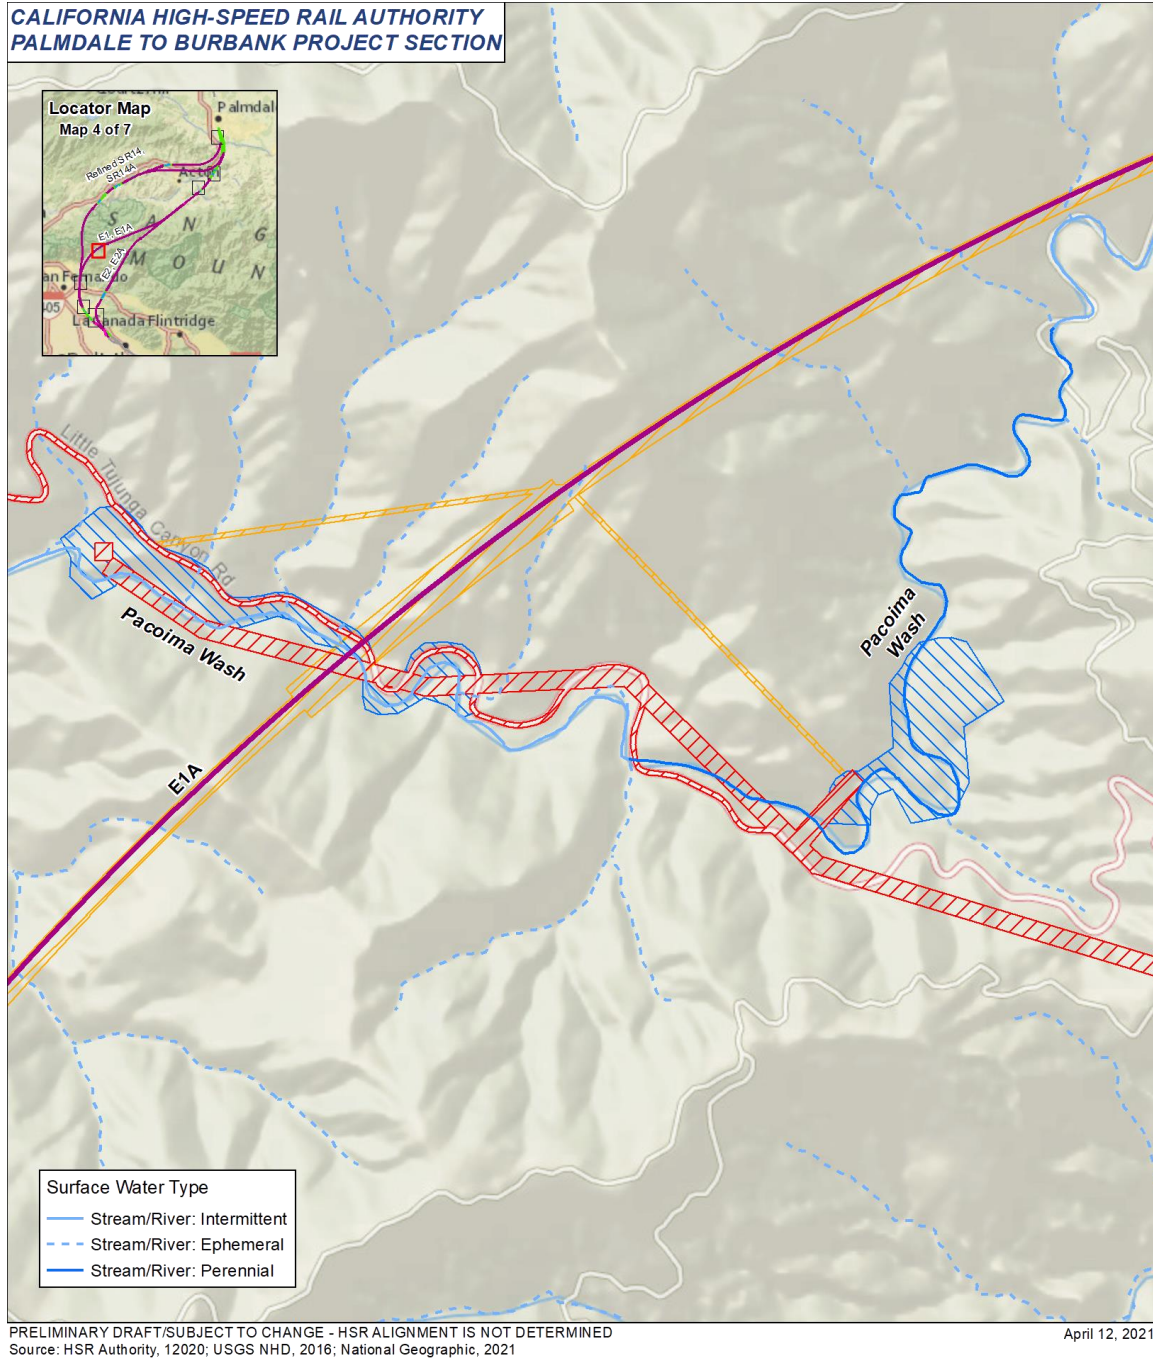 CALIFORNIA HIGH-SPEED RAIL AUTHORITY
PALMDALE TO BURBANK PROJECT SECTION
Locator Map
Map 4 of 7
Palmdal
Refined SR14,
SR14A
Acton
SAN G
E1, E1A
MOUN
E2, E2A
an Fernando
405
La Canada Flintridge
Little Tujunga Canyon Rd
Pacoima Wash
Pacoima
Wash
E1A
Surface Water Type
Stream/River: Intermittent
Stream/River: Ephemeral
Stream/River: Perennial
PRELIMINARY DRAFT/SUBJECT TO CHANGE - HSR ALIGNMENT IS NOT DETERMINED
April 12, 2021
Source: HSR Authority, 12020; USGS NHD, 2016; National Geographic, 2021